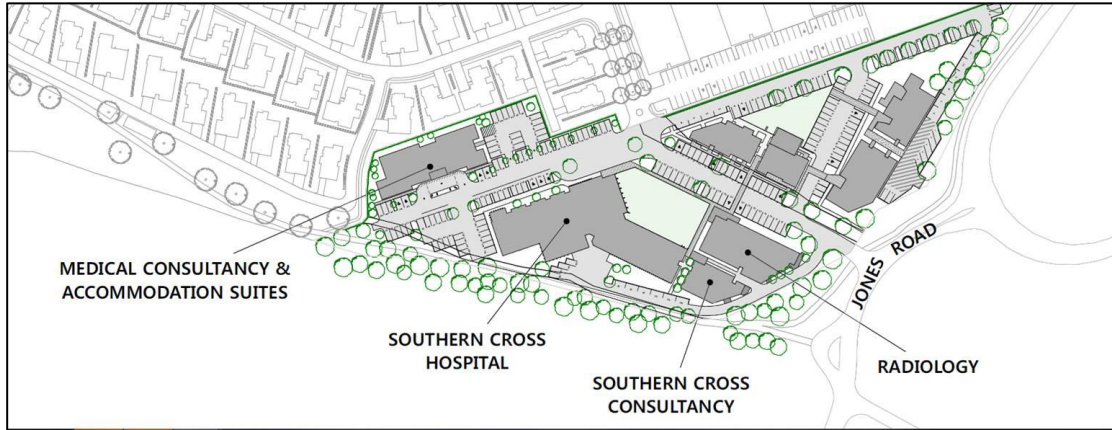 MEDICAL CONSULTANCY &
ACCOMMODATION SUITES
SOUTHERN CROSS
HOSPITAL
SOUTHERN CROSS
CONSULTANCY
RADIOLOGY
JONES ROAD